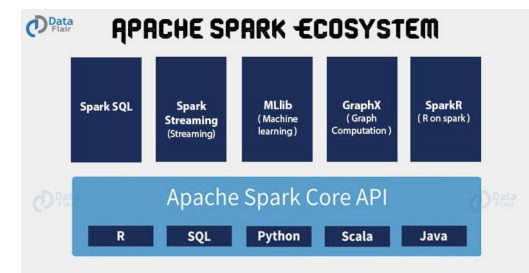 Data
Flair
APACHE SPARK ECOSYSTEM
Spark SQL
Spark
Streaming
(Streaming)
MLlib
( Machine
learning )
GraphX
( Graph
Computation )
SparkR
( R on spark )
Apache Spark Core API
Data
Flair
Data
Flair
R
SQL
Python
Scala
Java